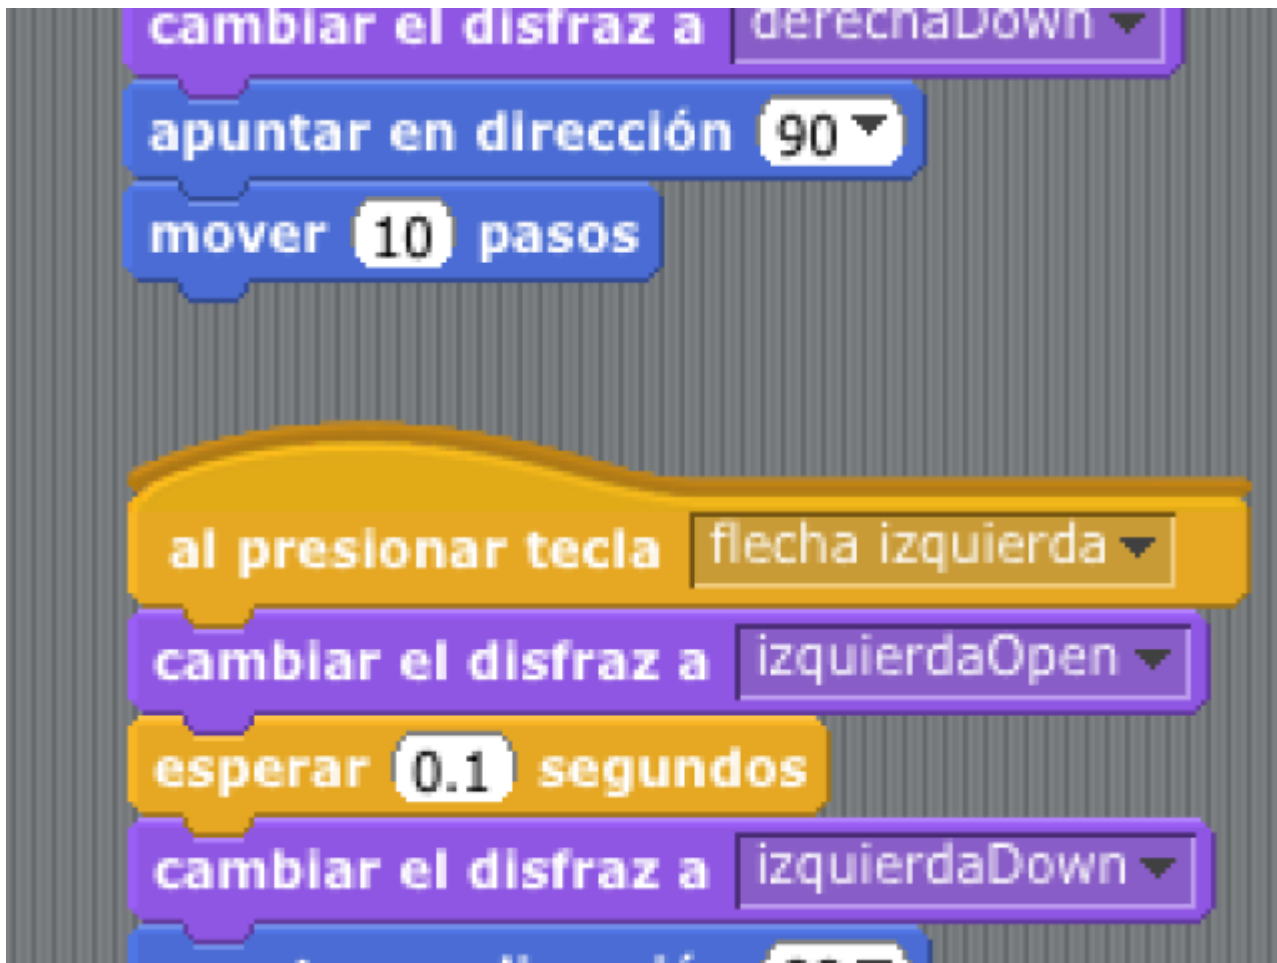 cambiar el disfraz a derechaDown
apuntar en dirección 90
mover 10 pasos
al presionar tecla flecha izquierda
cambiar el disfraz a izquierdaOpen
esperar 0.1 segundos
cambiar el disfraz a izquierdaDown